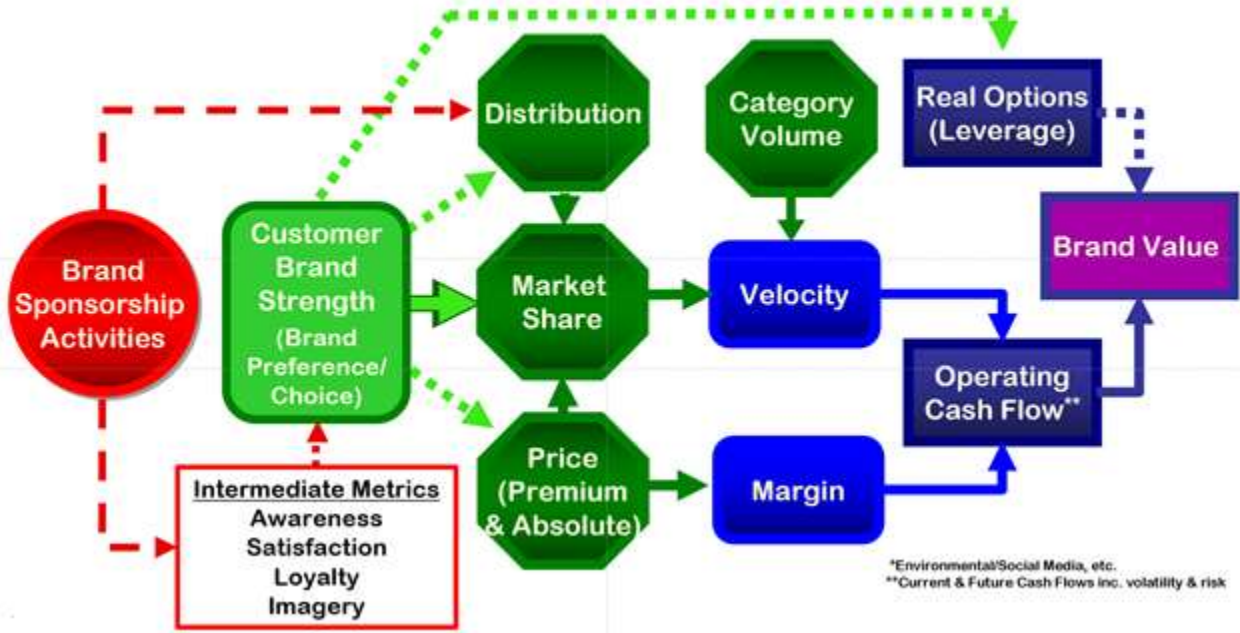 Distribution
Category
Volume
Real Options
(Leverage)
Brand
Sponsorship
Activities
Customer
Brand
Strength
(Brand
Preference/
Choice)
Market
Share
Velocity
Brand Value
Operating
Cash Flow**
Price
(Premium
& Absolute)
Margin
Intermediate Metrics
Awareness
Satisfaction
Loyalty
Imagery
*Environmental/Social Media, etc.
**Current & Future Cash Flows inc. volatility & risk